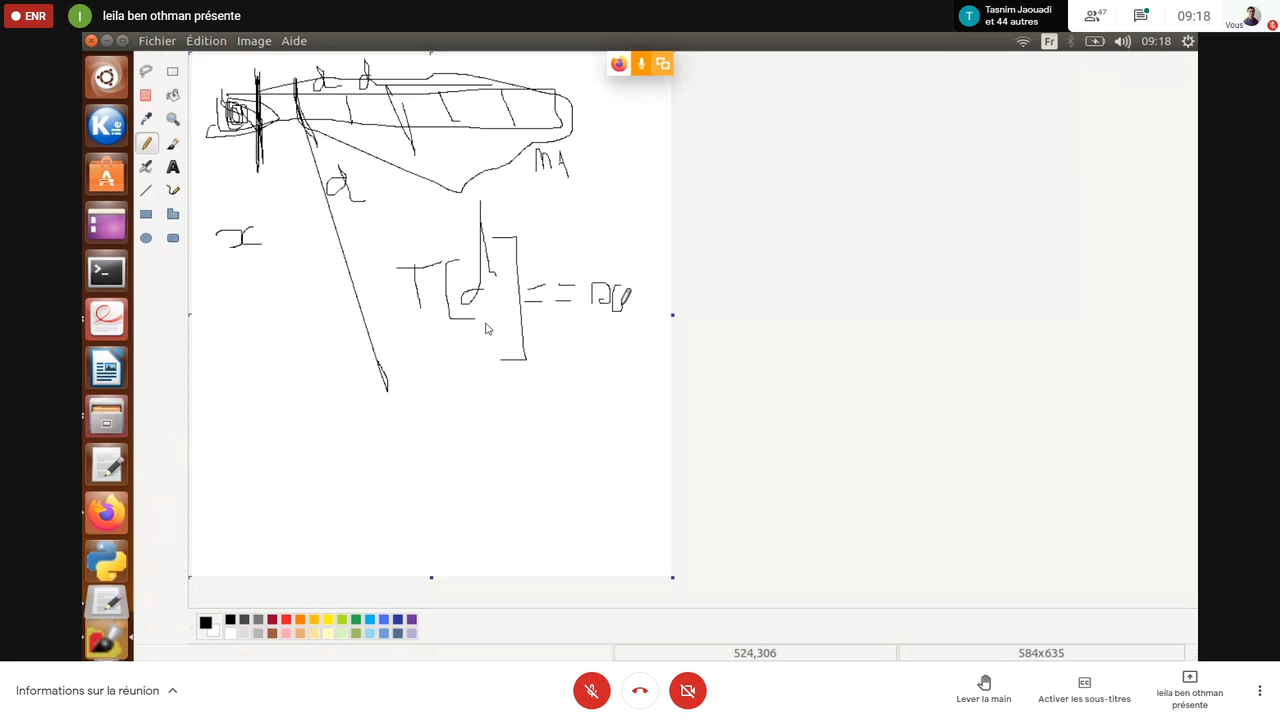 ENR
I
leila ben othman présente
T
Tasnim Jaouadi
et 44 autres
47
09:18
Vous
Fichier Édition Image Aide
Fr
09:18
d d
MA
d
x
T[d] ==
524,306
584x635
Informations sur la réunion
Lever la main
Activer les sous-titres
leila ben othman
présente